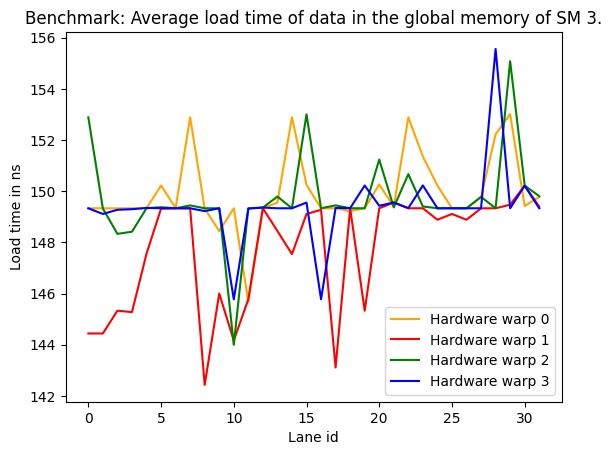 Benchmark: Average load time of data in the global memory of SM 3.
156
154
152
150
148
146
144
142
Load time in ns
Hardware warp 0
Hardware warp 1
Hardware warp 2
Hardware warp 3
0 5 10 15 20 25 30
Lane id